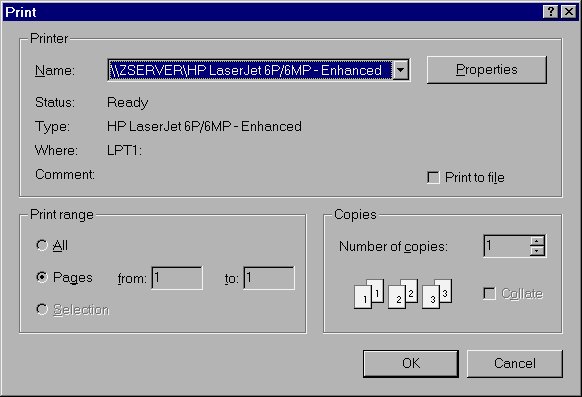 Print
Printer
Name: \\ZSERVER\HP LaserJet 6P/6MP - Enhanced Properties
Status: Ready
Type: HP LaserJet 6P/6MP - Enhanced
Where: LPT1:
Comment: Print to file
Print range
All
Pages from: 1 to: 1
Selection
Copies
Number of copies: 1
1 1 2 2 3 3 Collate
OK Cancel